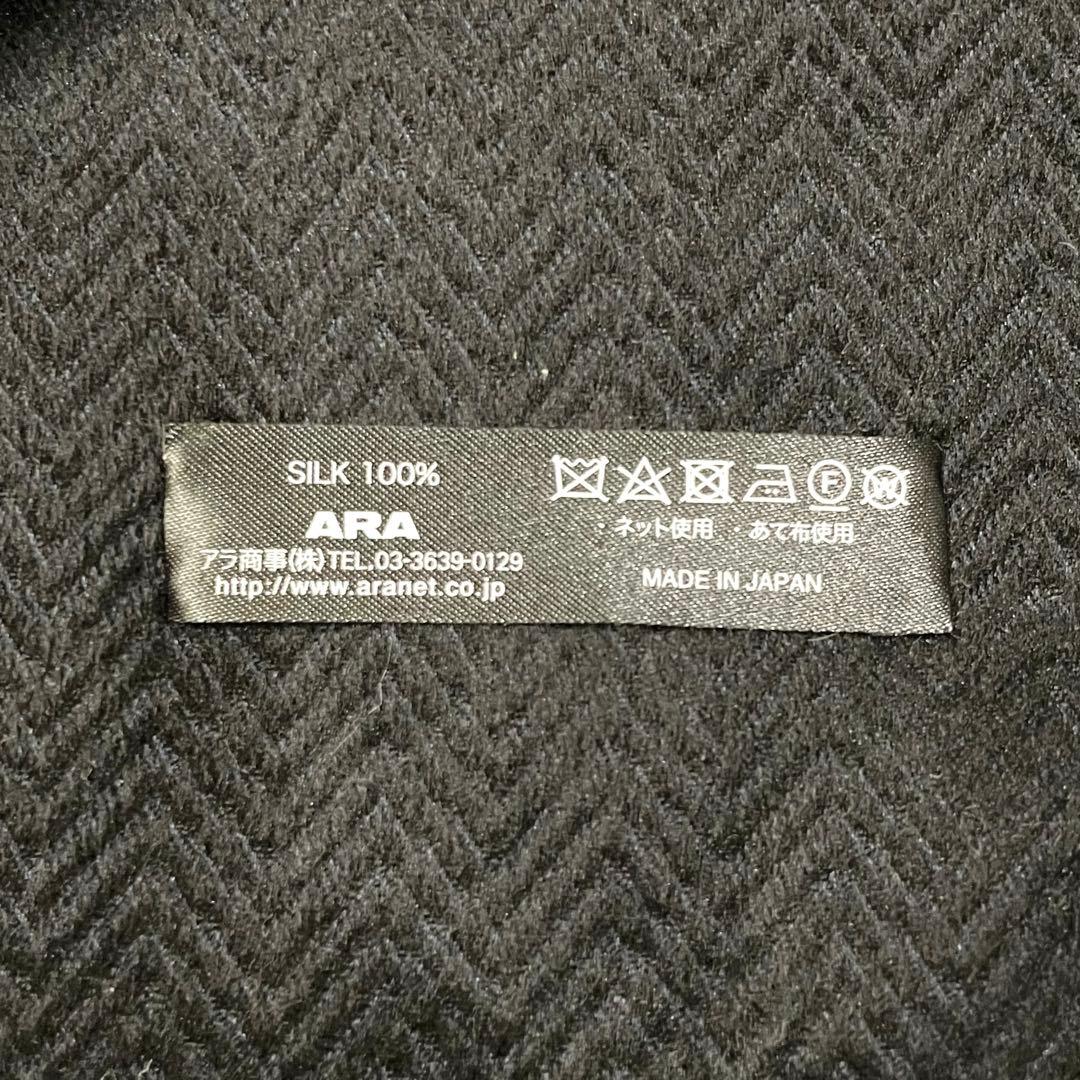 SILK 100%
ARA
アラ商事(株)TEL.03-3639-0129
http://www.aranet.co.jp
F W
・ネット使用 ・あて布使用
MADE IN JAPAN